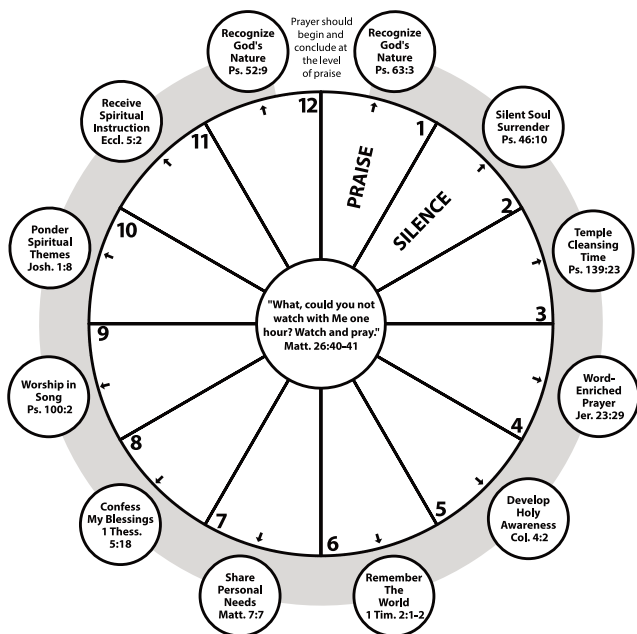 Prayer should
begin and
conclude at
the level
of praise
Recognize
God's
Nature
Ps. 63:3
Silent Soul
Surrender
Ps. 46:10
Temple
Cleansing
Time
Ps. 139:23
Word–
Enriched
Prayer
Jer. 23:29
Develop
Holy
Awareness
Col. 4:2
Remember
The
World
1 Tim. 2:1–2
Share
Personal
Needs
Matt. 7:7
Confess
My Blessings
1 Thess.
5:18
Worship in
Song
Ps. 100:2
Ponder
Spiritual
Themes
Josh. 1:8
Receive
Spiritual
Instruction
Eccl. 5:2
Recognize
God's
Nature
Ps. 52:9
12
1
2
3
4
5
6
7
8
9
10
11
PRAISE
SILENCE
"What, could you not
watch with Me one
hour? Watch and pray."
Matt. 26:40–41